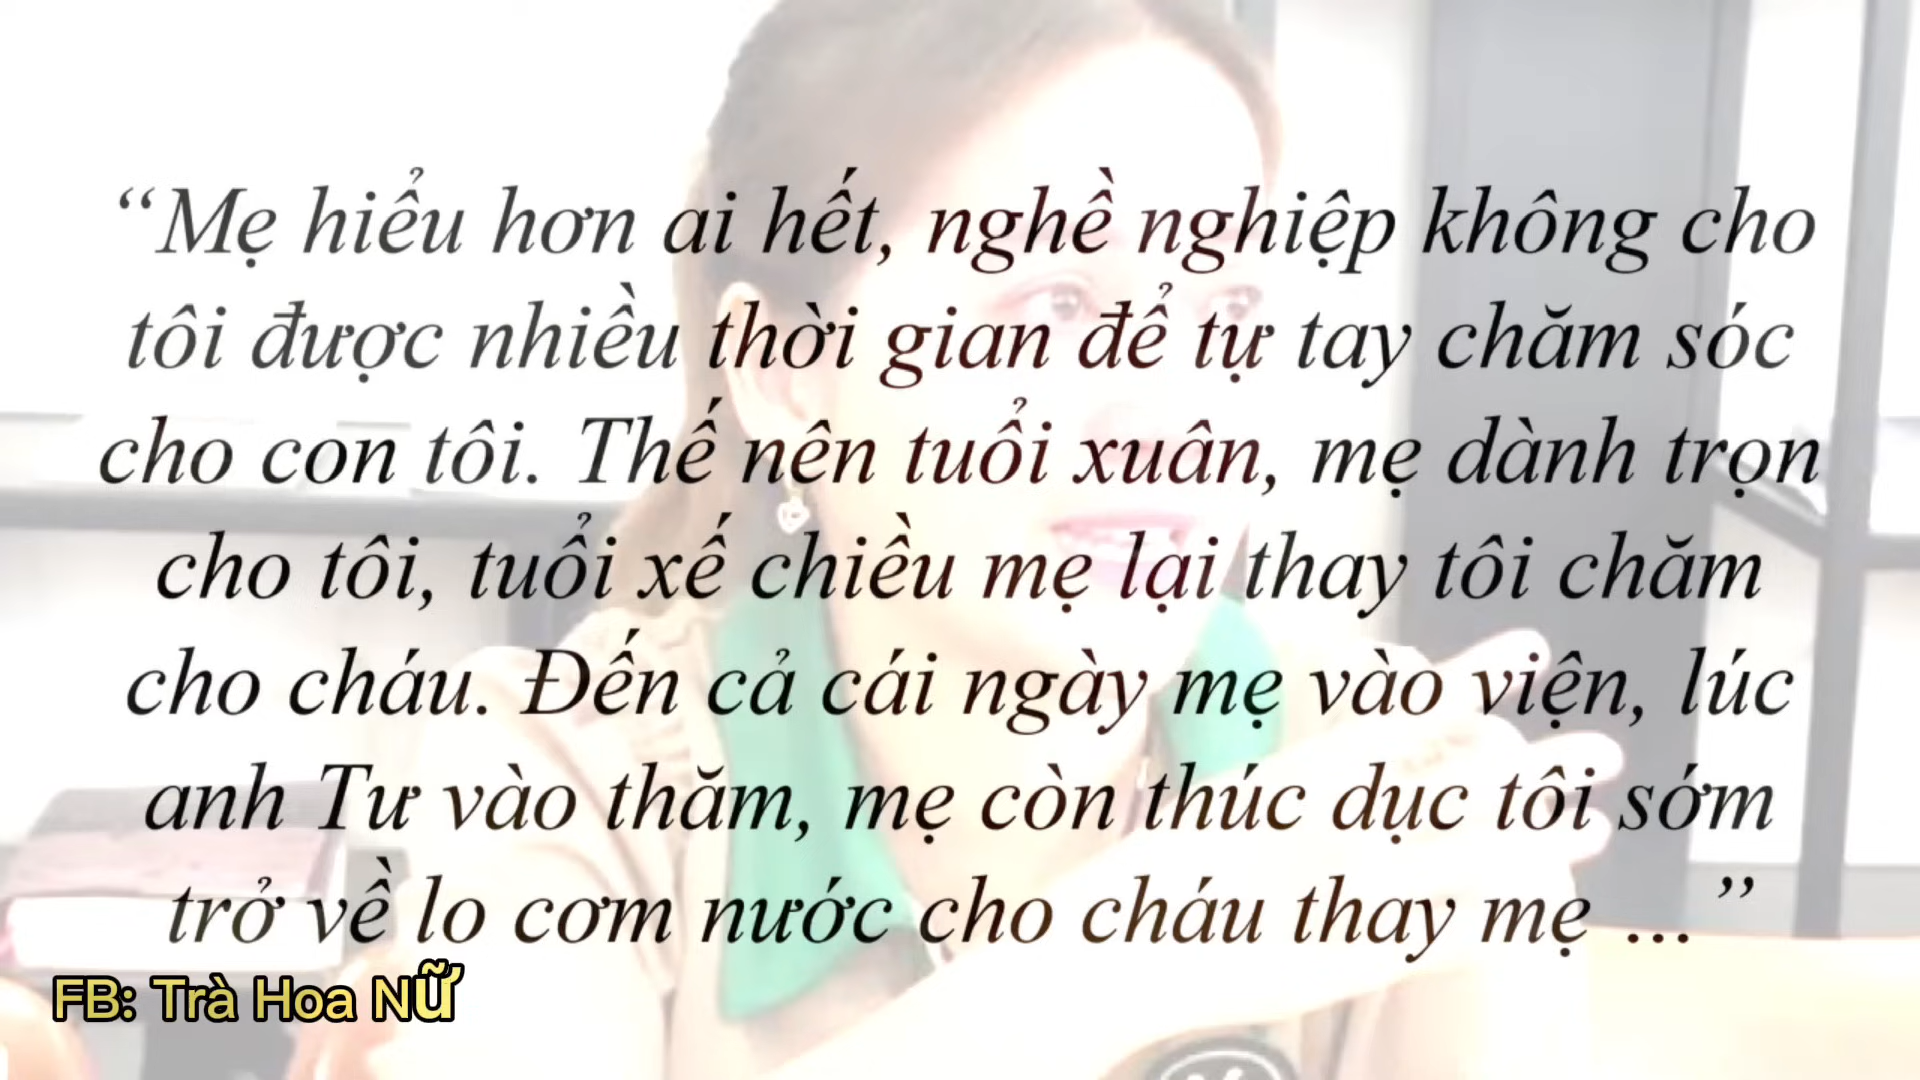 “Mẹ hiểu hơn ai hết, nghề nghiệp không cho
tôi được nhiều thời gian để tự tay chăm sóc
cho con tôi. Thế nên tuổi xuân, mẹ dành trọn
cho tôi, tuổi xế chiều mẹ lại thay tôi chăm
cho cháu. Đến cả cái ngày mẹ vào viện, lúc
anh Tư vào thăm, mẹ còn thúc dục tôi sớm
trở về lo cơm nước cho cháu thay mẹ ... ”
FB: Trà Hoa NỮ